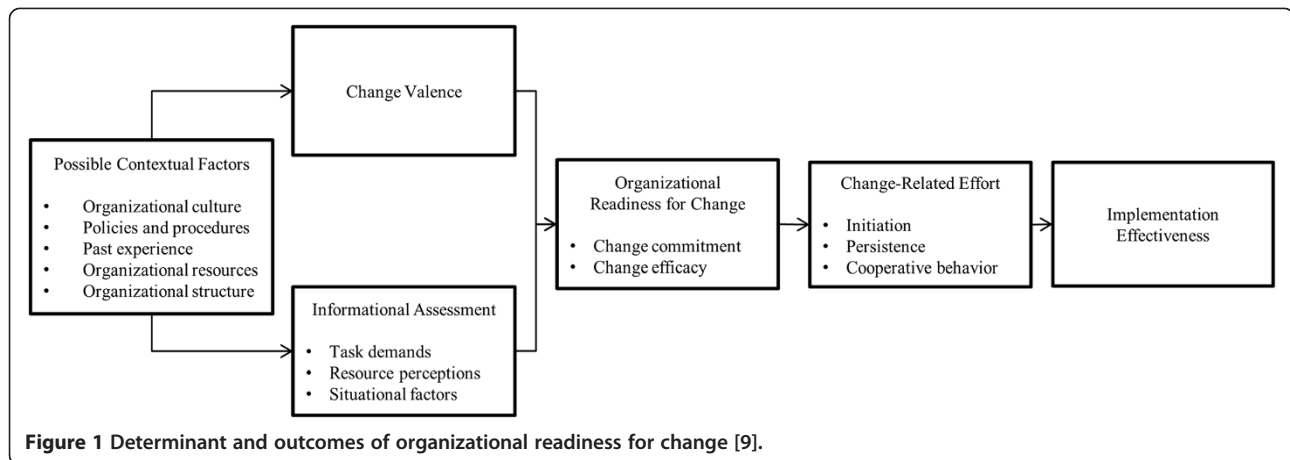 Change Valence
Possible Contextual Factors
• Organizational culture
• Policies and procedures
• Past experience
• Organizational resources
• Organizational structure
Informational Assessment
• Task demands
• Resource perceptions
• Situational factors
Organizational
Readiness for Change
• Change commitment
• Change efficacy
Change-Related Effort
• Initiation
• Persistence
• Cooperative behavior
Implementation
Effectiveness
Figure 1 Determinant and outcomes of organizational readiness for change [9].